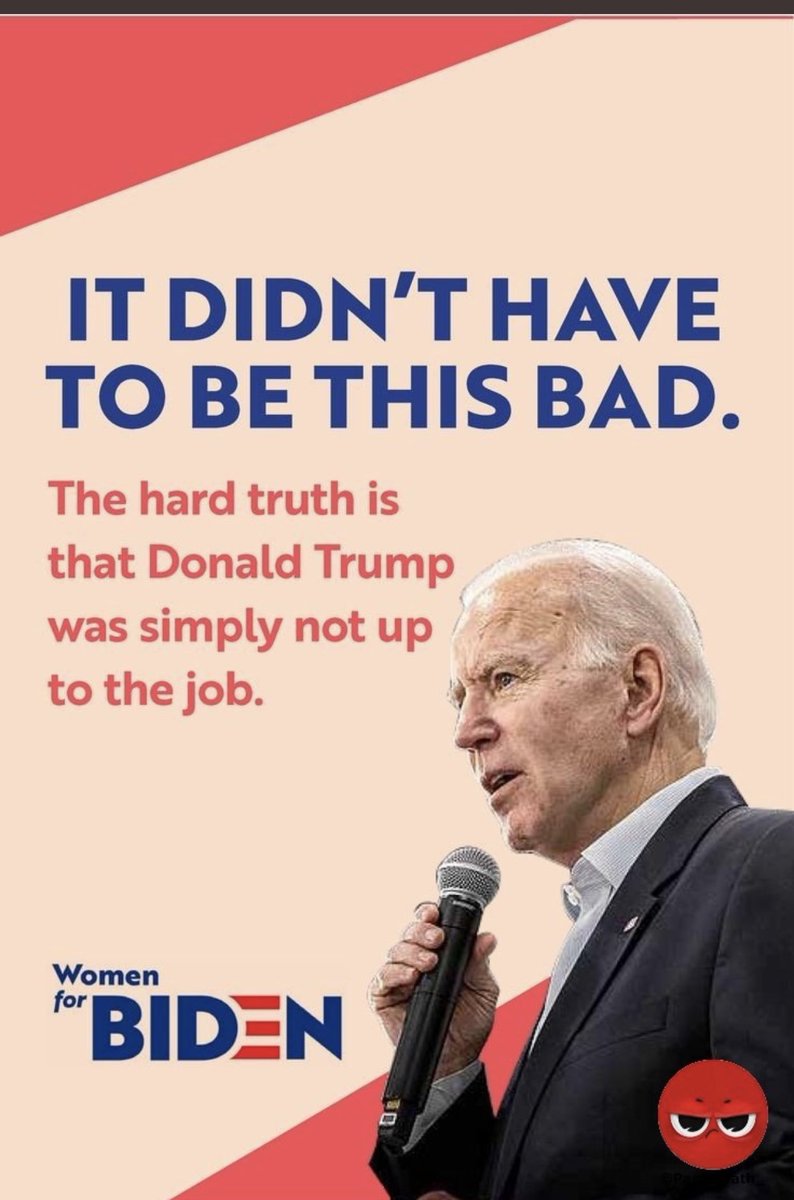 IT DIDN'T HAVE
TO BE THIS BAD.
The hard truth is
that Donald Trump
was simply not up
to the job.
Women
for
BIDEN